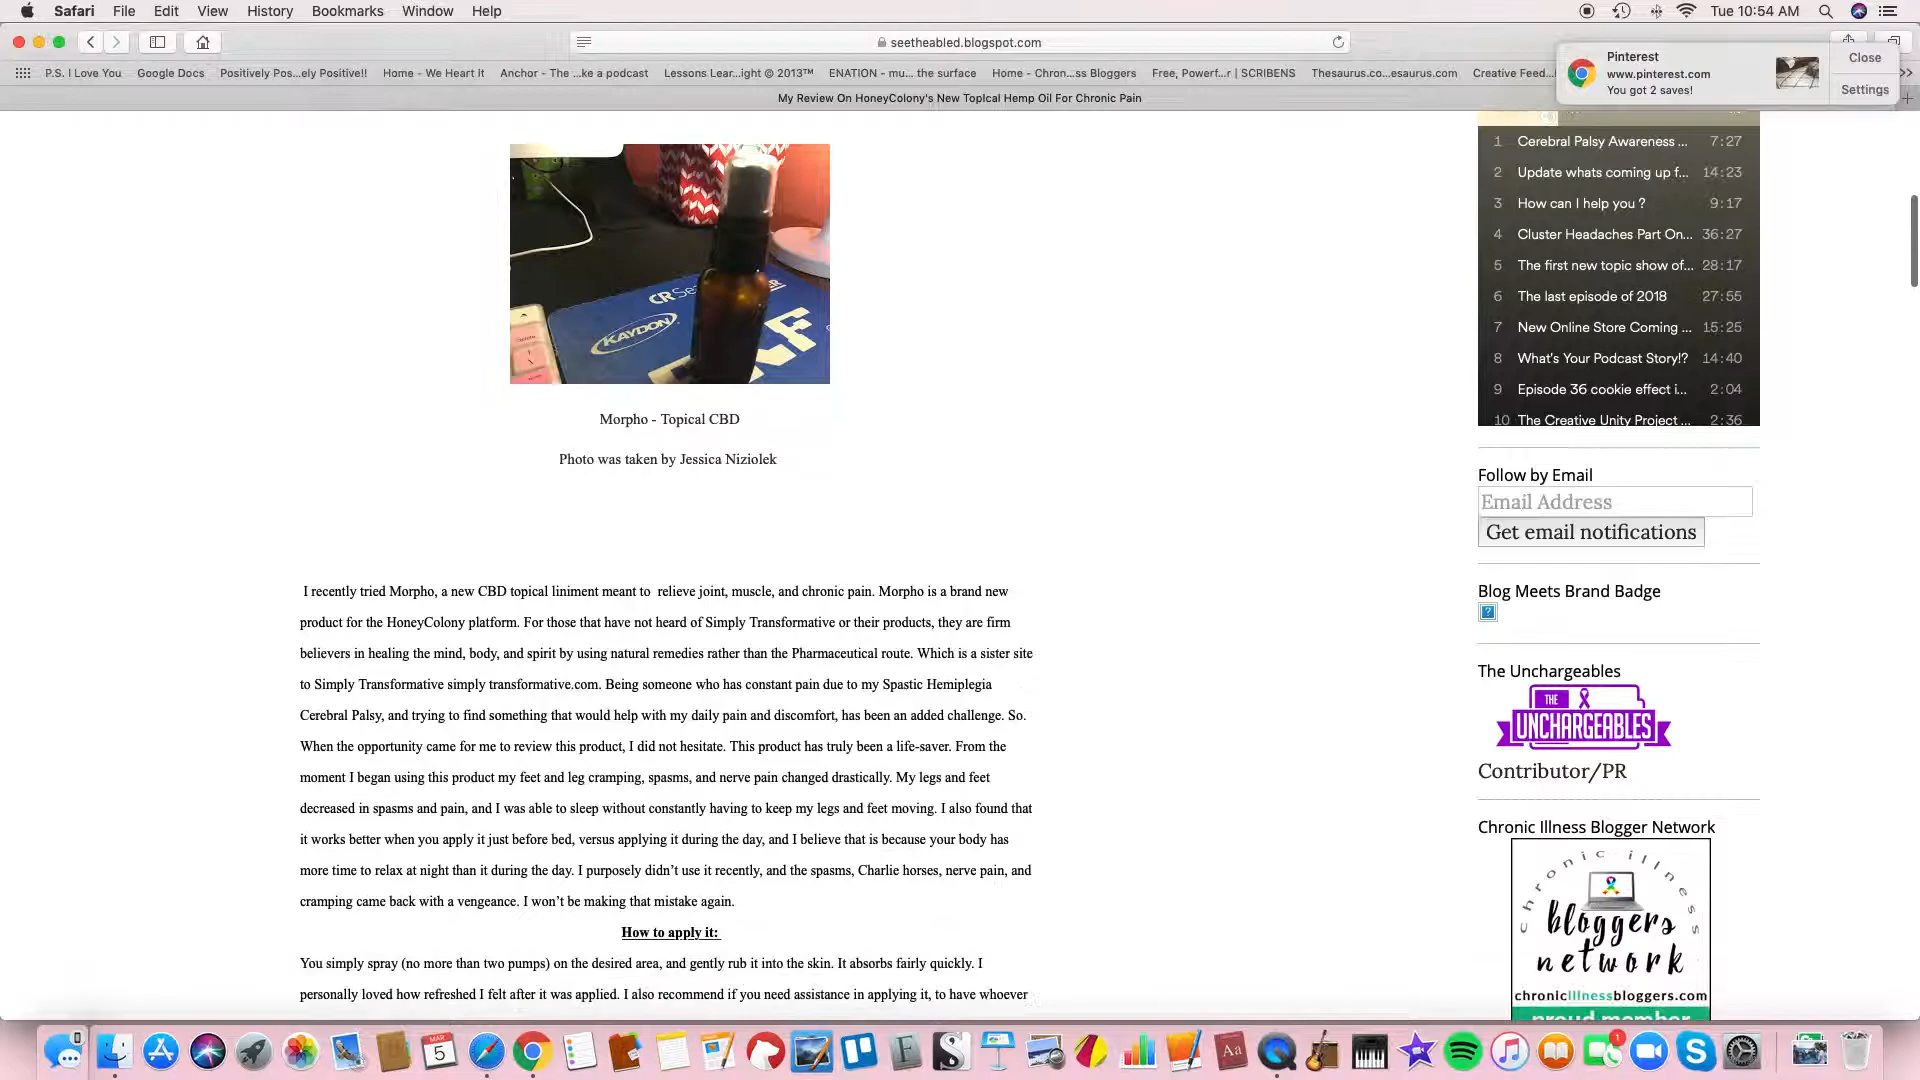 Safari File Edit View History Bookmarks Window Help Tue 10:54 AM
seetheabled.blogspot.com
P.S. I Love You Google Docs Positively Pos...ely Positive!! Home - We Heart It Anchor - The ...ke a podcast Lessons Lear...ight © 2013™ ENATION - mu... the surface Home - Chron...ss Bloggers Free, Powerf...r | SCRIBENS Thesaurus.co...esaurus.com Creative Feed...
Pinterest
www.pinterest.com
You got 2 saves!
Close
Settings
My Review On HoneyColony's New Topical Hemp Oil For Chronic Pain
KAYDON
Morpho - Topical CBD
Photo was taken by Jessica Niziolek
I recently tried Morpho, a new CBD topical liniment meant to relieve joint, muscle, and chronic pain. Morpho is a brand new
product for the HoneyColony platform. For those that have not heard of Simply Transformative or their products, they are firm
believers in healing the mind, body, and spirit by using natural remedies rather than the Pharmaceutical route. Which is a sister site
to Simply Transformative simply transformative.com. Being someone who has constant pain due to my Spastic Hemiplegia
Cerebral Palsy, and trying to find something that would help with my daily pain and discomfort, has been an added challenge. So.
When the opportunity came for me to review this product, I did not hesitate. This product has truly been a life-saver. From the
moment I began using this product my feet and leg cramping, spasms, and nerve pain changed drastically. My legs and feet
decreased in spasms and pain, and I was able to sleep without constantly having to keep my legs and feet moving. I also found that
it works better when you apply it just before bed, versus applying it during the day, and I believe that is because your body has
more time to relax at night than it during the day. I purposely didn't use it recently, and the spasms, Charlie horses, nerve pain, and
cramping came back with a vengeance. I won't be making that mistake again.
How to apply it:
You simply spray (no more than two pumps) on the desired area, and gently rub it into the skin. It absorbs fairly quickly. I
personally loved how refreshed I felt after it was applied. I also recommend if you need assistance in applying it, to have whoever
1 Cerebral Palsy Awareness ... 7:27
2 Update whats coming up f... 14:23
3 How can I help you ? 9:17
4 Cluster Headaches Part On... 36:27
5 The first new topic show of... 28:17
6 The last episode of 2018 27:55
7 New Online Store Coming ... 15:25
8 What's Your Podcast Story!? 14:40
9 Episode 36 cookie effect i... 2:04
10 The Creative Unity Project ... 2:36
Follow by Email
Email Address
Get email notifications
Blog Meets Brand Badge
The Unchargeables
THE
UNCHARGEABLES
Contributor/PR
Chronic Illness Blogger Network
chronic illness
bloggers
network
chronicillnessbloggers.com
proud member
MAR
5
Aa
1